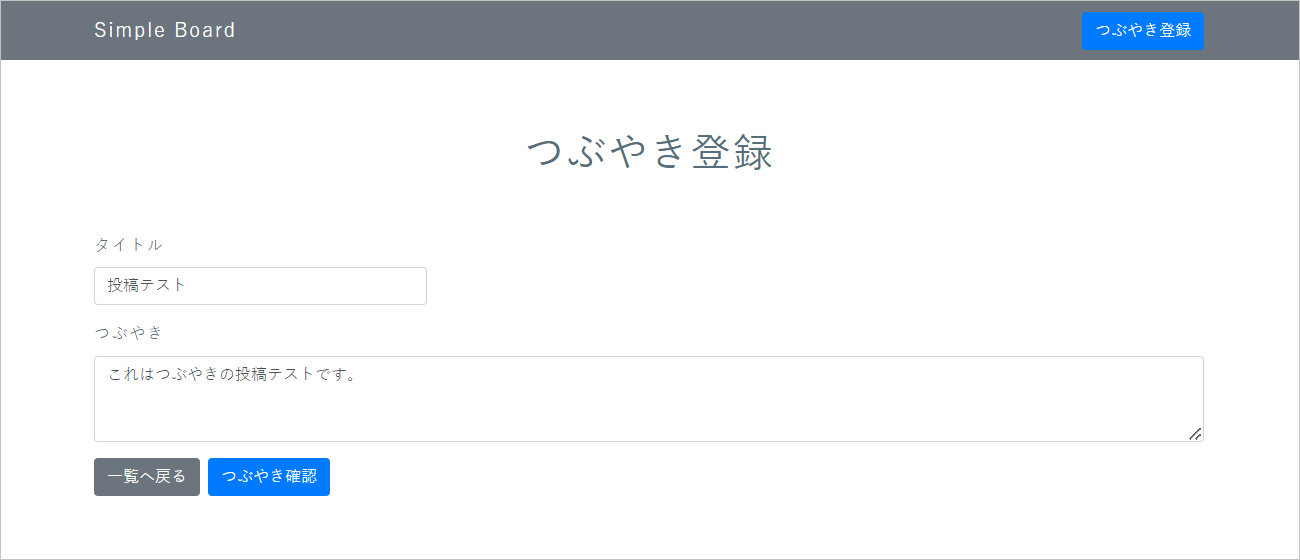 Simple Board
つぶやき登録
つぶやき登録
タイトル
投稿テスト
つぶやき
これはつぶやきの投稿テストです。
一覧へ戻る
つぶやき確認